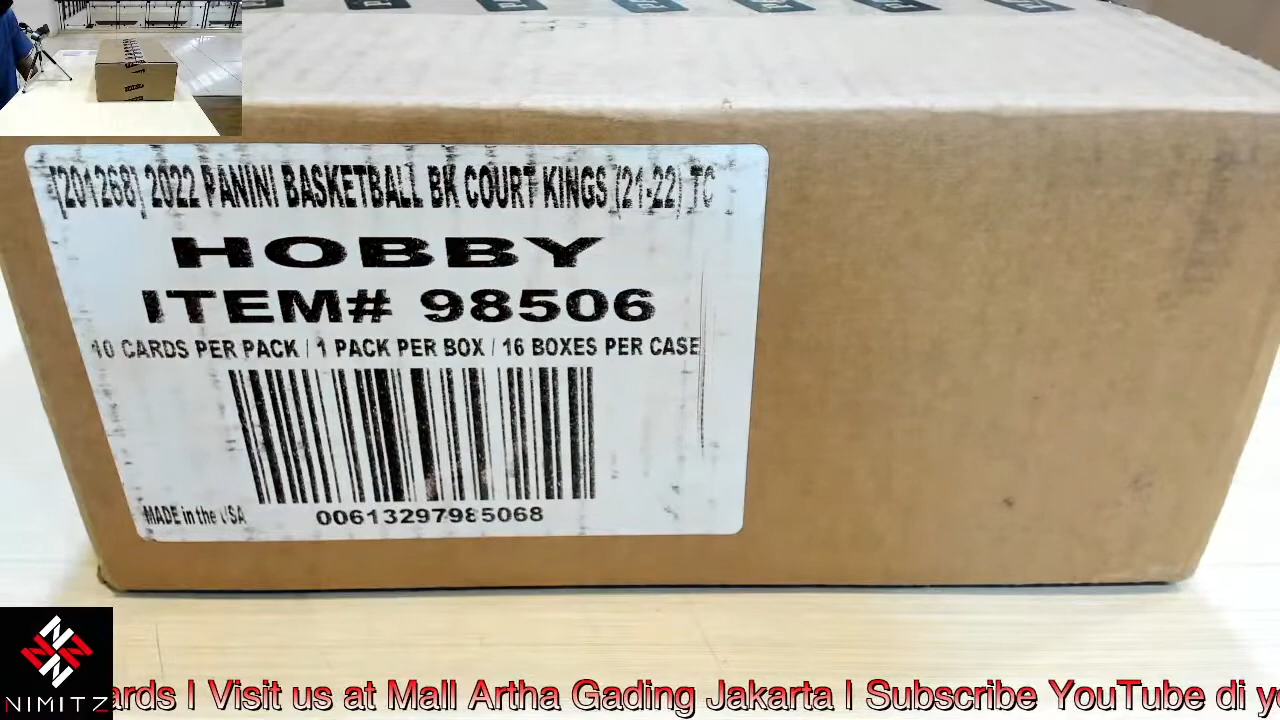 (201268) 2022 PANINI BASKETBALL BK COURT KINGS (21-22) TC
HOBBY
ITEM# 98506
10 CARDS PER PACK / 1 PACK PER BOX / 16 BOXES PER CASE
MADE in the USA
00613297985068
NIMITZ
ards I Visit us at Mall Artha Gading Jakarta I Subscribe YouTube di